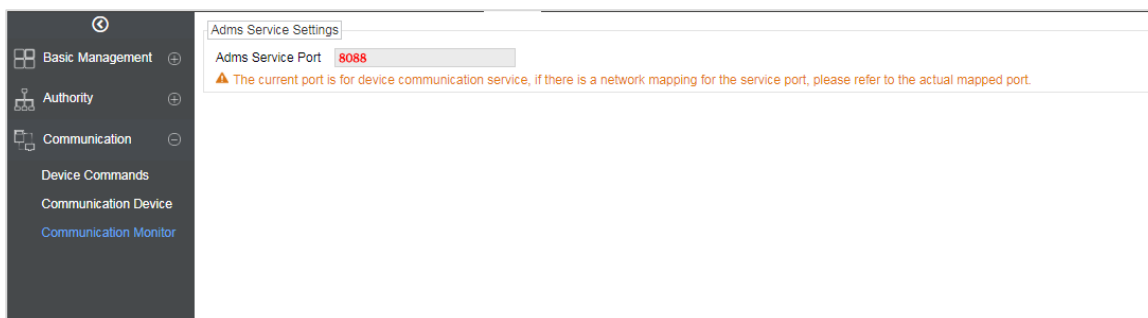 Basic Management
Authority
Communication
Device Commands
Communication Device
Communication Monitor
Adms Service Settings
Adms Service Port 8088
The current port is for device communication service, if there is a network mapping for the service port, please refer to the actual mapped port.